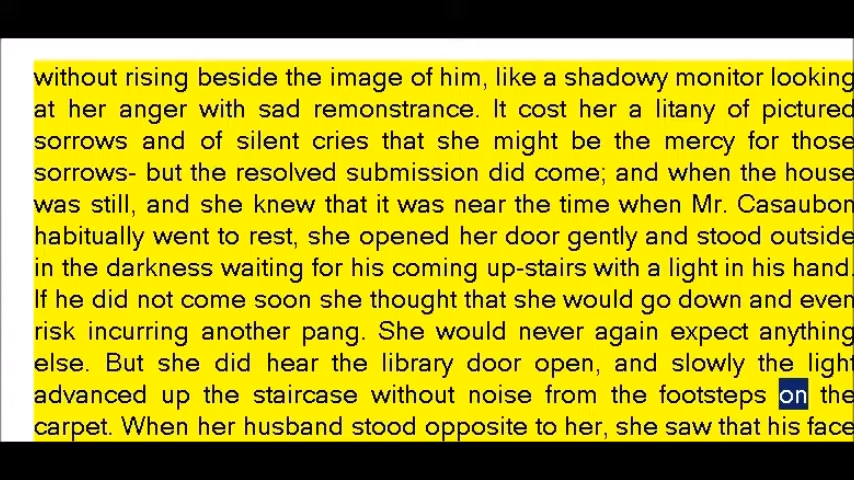 without rising beside the image of him, like a shadowy monitor looking
at her anger with sad remonstrance. It cost her a litany of pictured
sorrows and of silent cries that she might be the mercy for those
sorrows- but the resolved submission did come; and when the house
was still, and she knew that it was near the time when Mr. Casaubon
habitually went to rest, she opened her door gently and stood outside
in the darkness waiting for his coming up-stairs with a light in his hand.
If he did not come soon she thought that she would go down and even
risk incurring another pang. She would never again expect anything
else. But she did hear the library door open, and slowly the light
advanced up the staircase without noise from the footsteps on the
carpet. When her husband stood opposite to her, she saw that his face